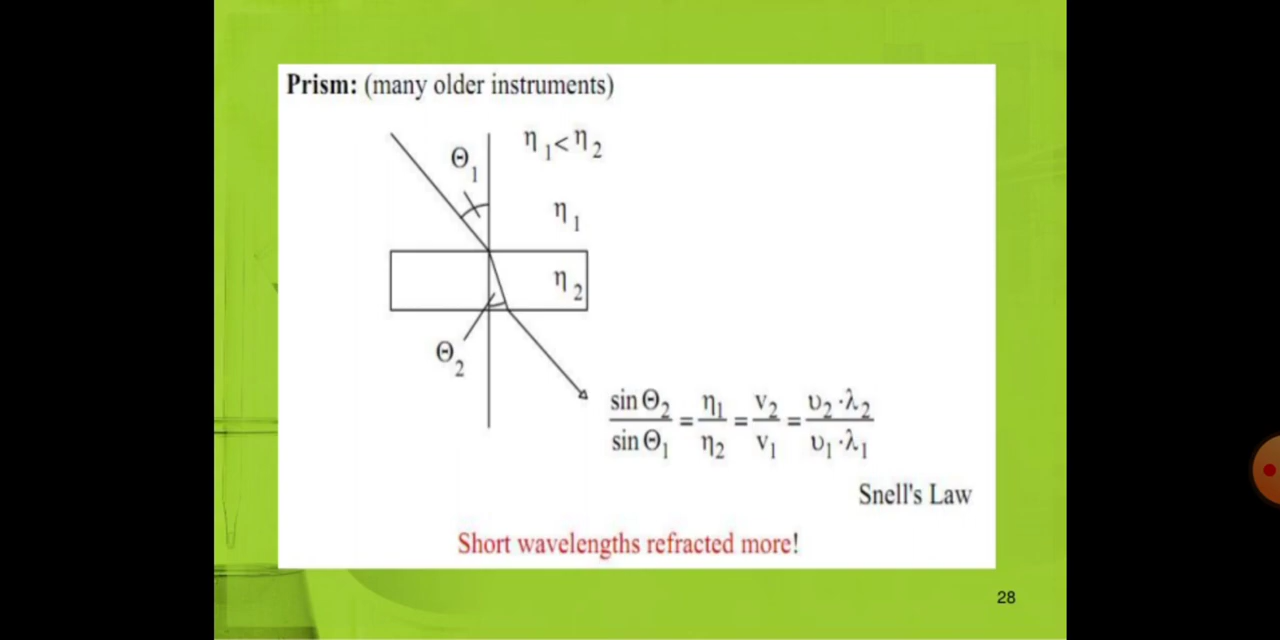 Prism: (many older instruments)
Θ₁
η₁<η₂
η₁
η₂
Θ₂
sin Θ₂ / sin Θ₁ = η₁ / η₂ = v₂ / v₁ = υ₂·λ₂ / υ₁·λ₁
Snell's Law
Short wavelengths refracted more!
28